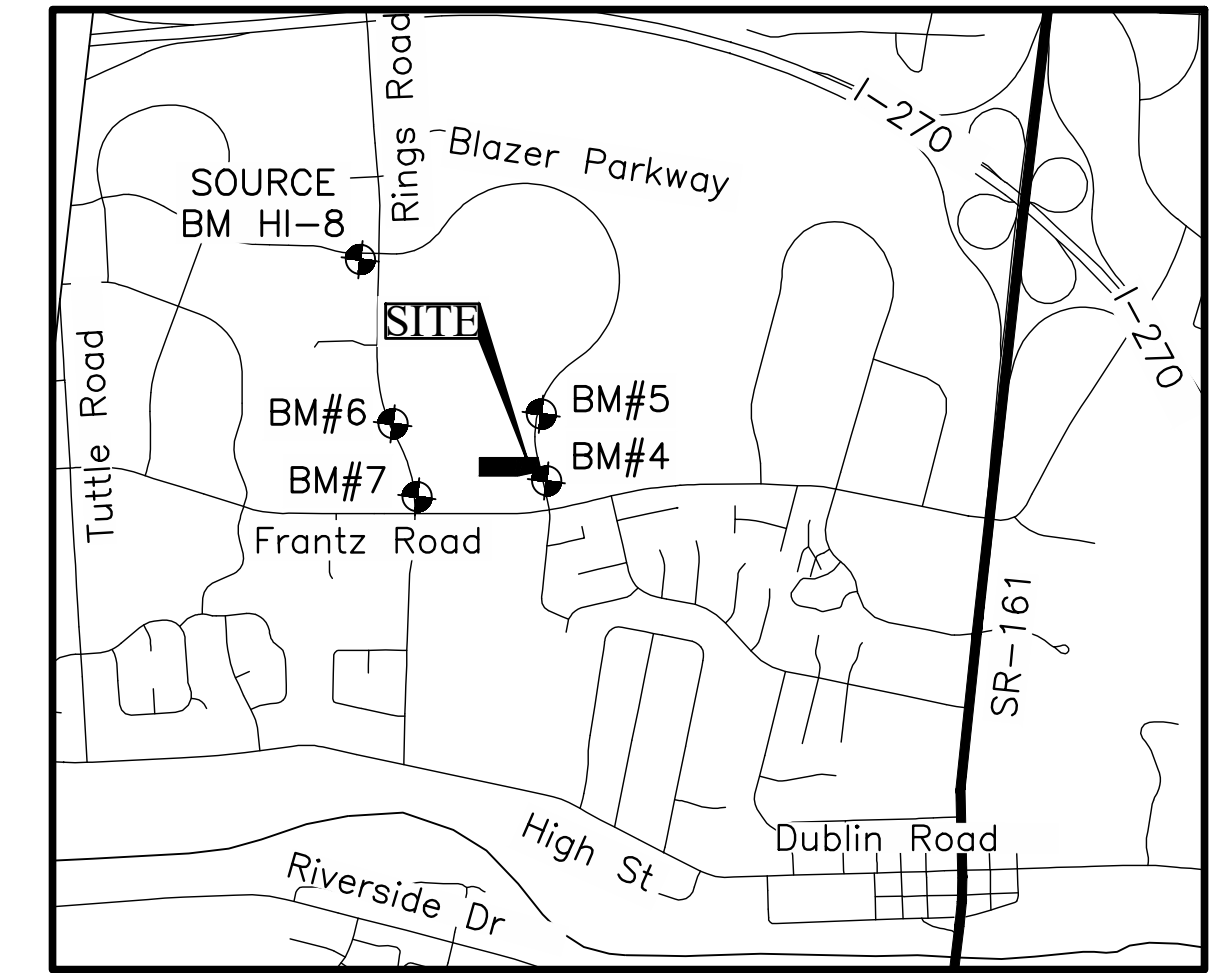 Rings Road
I-270
Blazer Parkway
SOURCE
BM HI-8
I-270
SITE
Tuttle Road
BM#5
BM#6
BM#4
BM#7
Frantz Road
SR-161
High St
Dublin Road
Riverside Dr